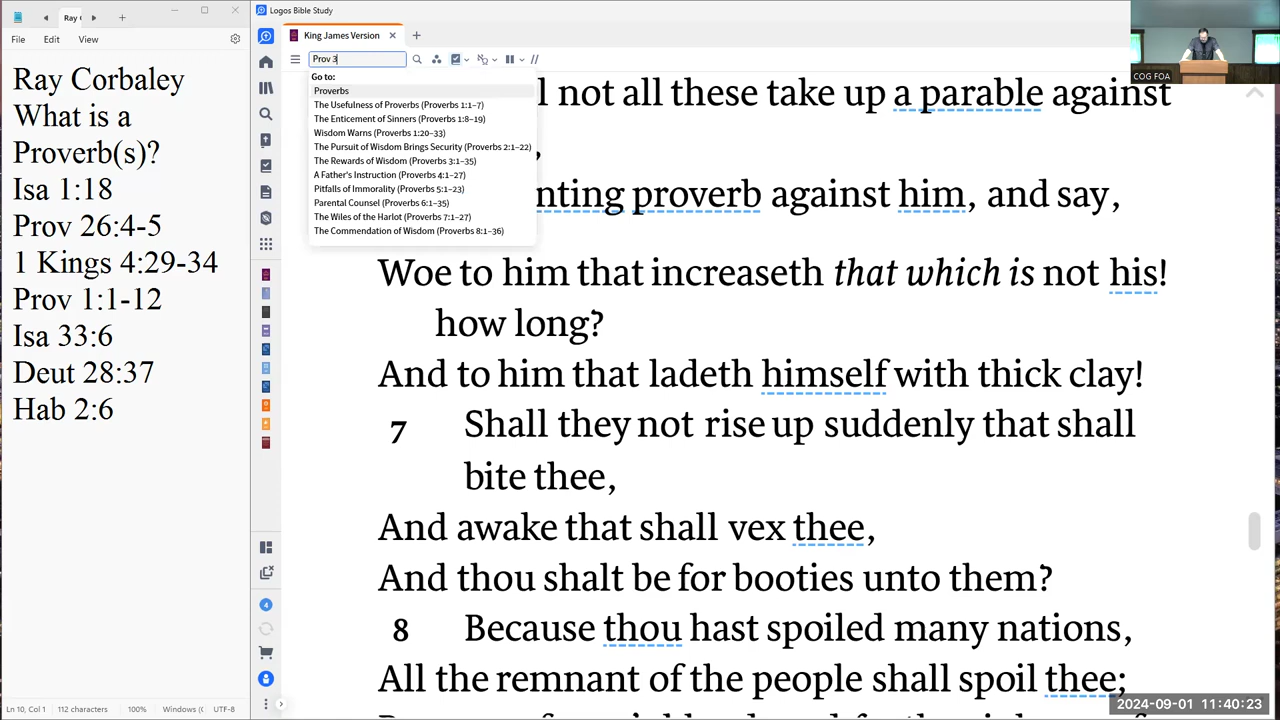 Ray C
File
Edit
View
Ray Corbaley
What is a
Proverb(s)?
Isa 1:18
Prov 26:4-5
1 Kings 4:29-34
Prov 1:1-12
Isa 33:6
Deut 28:37
Hab 2:6
Ln 10, Col 1
112 characters
100%
Windows (C
UTF-8
Logos Bible Study
King James Version
Prov 3
Go to:
Proverbs
The Usefulness of Proverbs (Proverbs 1:1–7)
The Enticement of Sinners (Proverbs 1:8–19)
Wisdom Warns (Proverbs 1:20–33)
The Pursuit of Wisdom Brings Security (Proverbs 2:1–22)
The Rewards of Wisdom (Proverbs 3:1–35)
A Father's Instruction (Proverbs 4:1–27)
Pitfalls of Immorality (Proverbs 5:1–23)
Parental Counsel (Proverbs 6:1–35)
The Wiles of the Harlot (Proverbs 7:1–27)
The Commendation of Wisdom (Proverbs 8:1–36)
4
l not all these take up a parable against
,
nting proverb against him, and say,
Woe to him that increaseth that which is not his!
how long?
And to him that ladeth himself with thick clay!
7 Shall they not rise up suddenly that shall
bite thee,
And awake that shall vex thee,
And thou shalt be for booties unto them?
8 Because thou hast spoiled many nations,
All the remnant of the people shall spoil thee;
COG FOA
2024-09-01 11:40:23